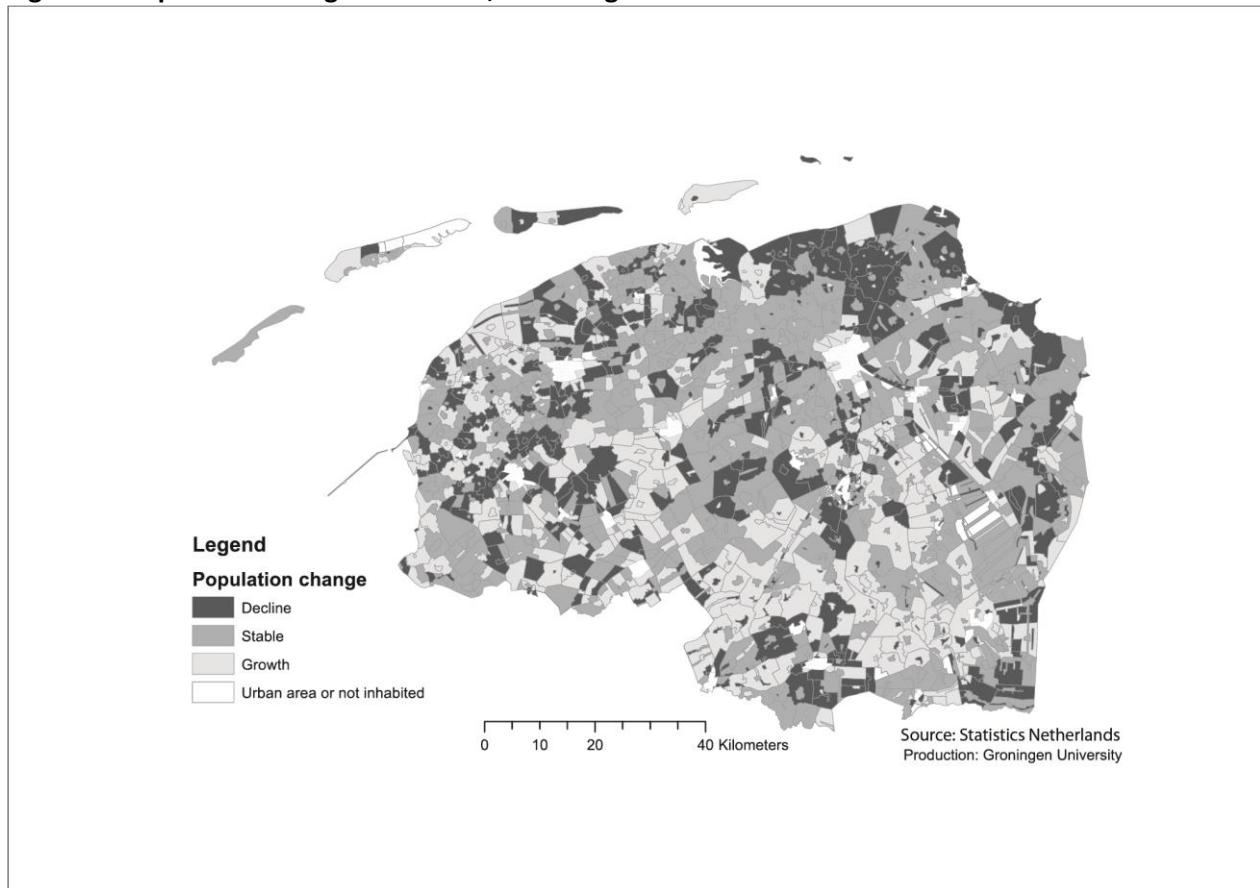 Legend
Population change
Decline
Stable
Growth
Urban area or not inhabited
0 10 20 40 Kilometers
Source: Statistics Netherlands
Production: Groningen University